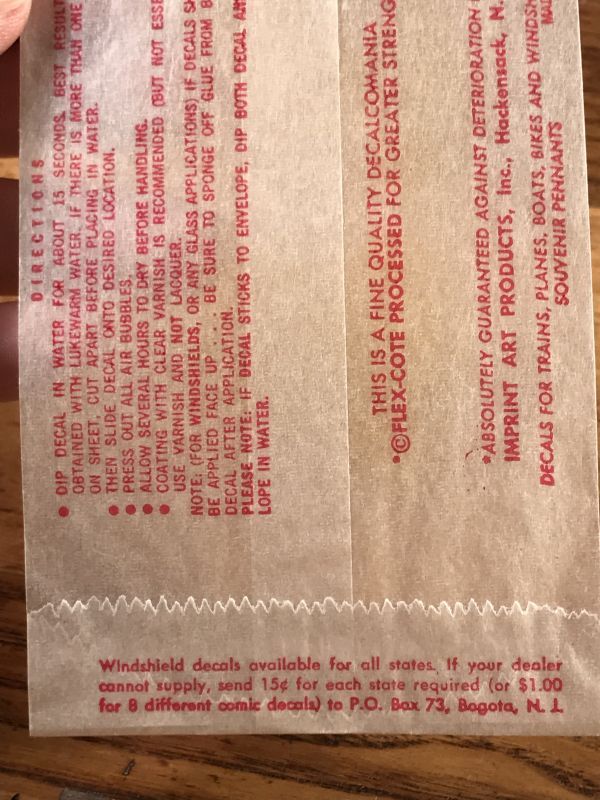 DIRECTIONS
● DIP DECAL IN WATER FOR ABOUT 15 SECONDS. BEST
OBTAINED WITH LUKEWARM WATER. IF THERE IS MORE THAN ONE
ON SHEET, CUT APART BEFORE PLACING IN WATER.
● THEN SLIDE DECAL ONTO DESIRED LOCATION.
● PRESS OUT ALL AIR BUBBLES.
● ALLOW SEVERAL HOURS TO DRY BEFORE HANDLING.
● COATING WITH CLEAR VARNISH IS RECOMMENDED (BUT NOT
USE VARNISH AND NOT LACQUER.
NOTE: (FOR WINDSHIELDS, OR ANY GLASS APPLICATIONS) IF DECALS
BE APPLIED FACE UP . . . BE SURE TO SPONGE OFF GLUE FROM
DECAL AFTER APPLICATION.
PLEASE NOTE: IF DECAL STICKS TO ENVELOPE, DIP BOTH DECAL
LOPE IN WATER.
THIS IS A FINE QUALITY DECALCOMANIA
*©FLEX-COTE PROCESSED FOR GREATER
*ABSOLUTELY GUARANTEED AGAINST DETERIORATION
IMPRINT ART PRODUCTS, Inc., Hackensack, N.
DECALS FOR TRAINS, PLANES, BOATS, BIKES AND
SOUVENIR PENNANTS
Windshield decals available for all states. If your dealer
cannot supply, send 15¢ for each state required (or $1.00
for 8 different comic decals) to P.O. Box 73, Bogota, N. J.